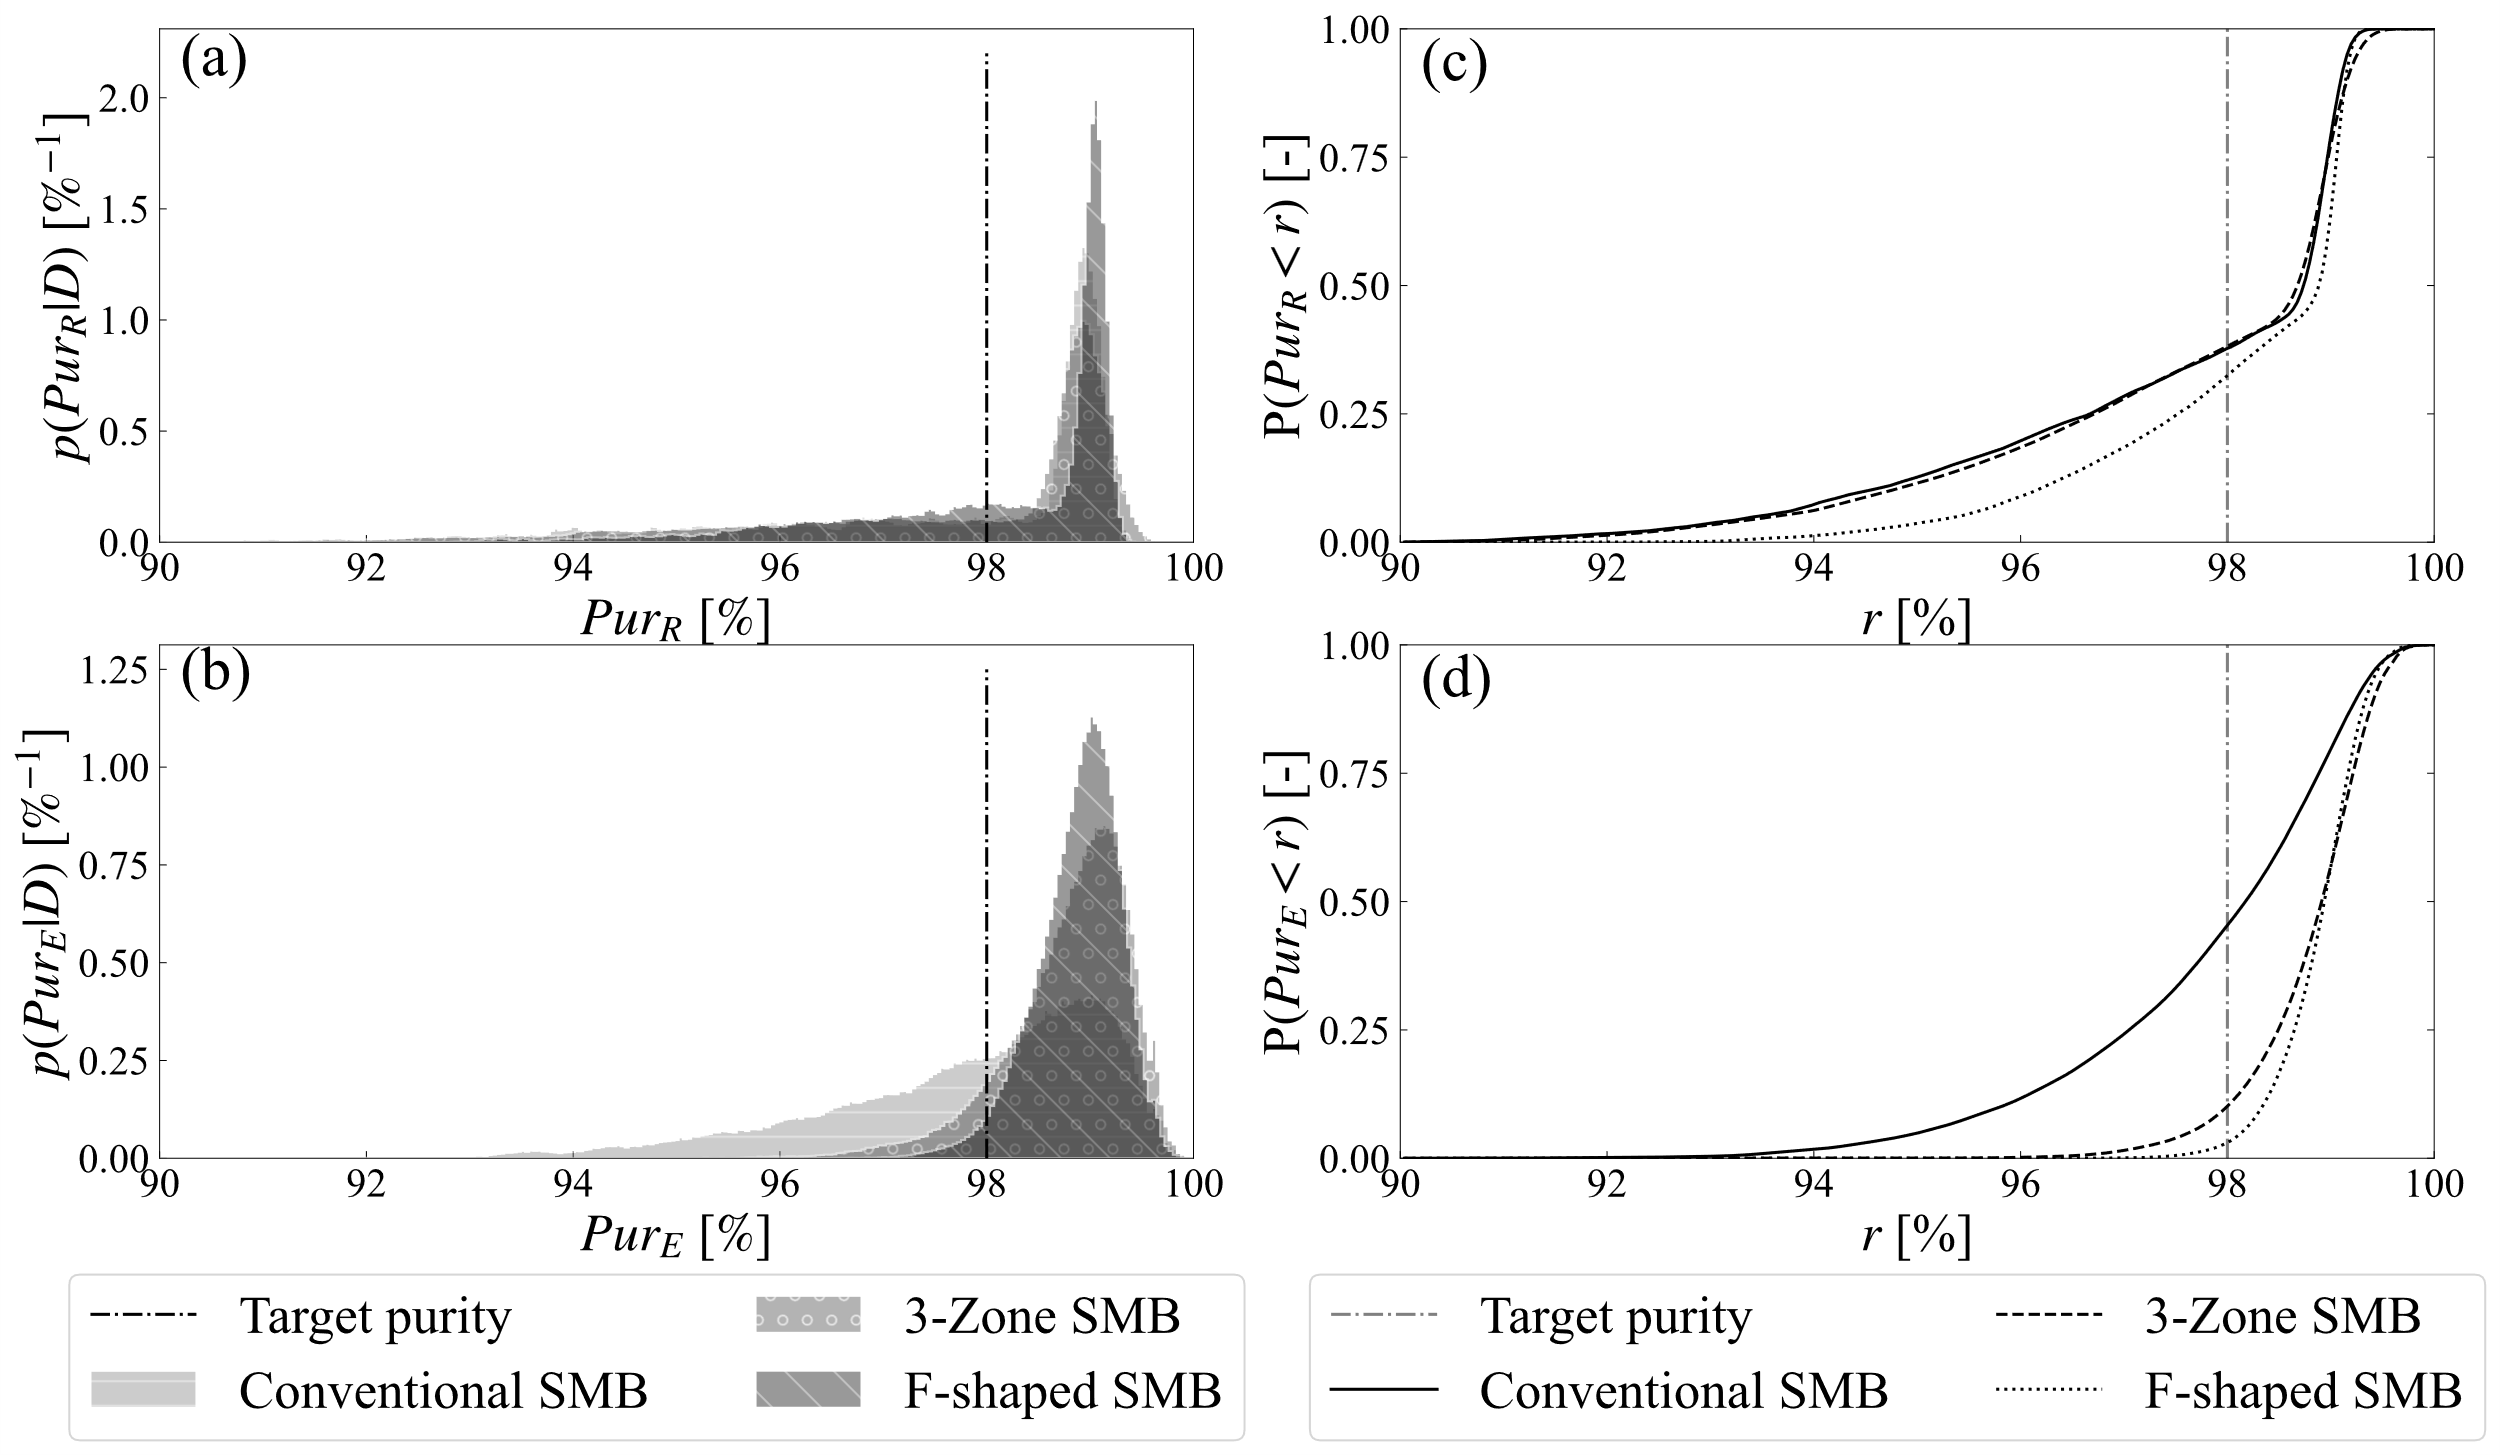 (a)
p(Pur_R|D) [%⁻¹]
2.0
1.5
1.0
0.5
0.0
90 92 94 96 98 100
Pur_R [%]
(c)
P(Pur_R < r) [-]
1.00
0.75
0.50
0.25
0.00
90 92 94 96 98 100
r [%]
(b)
p(Pur_E|D) [%⁻¹]
1.25
1.00
0.75
0.50
0.25
0.00
90 92 94 96 98 100
Pur_E [%]
(d)
P(Pur_E < r) [-]
1.00
0.75
0.50
0.25
0.00
90 92 94 96 98 100
r [%]
Target purity
Conventional SMB
3-Zone SMB
F-shaped SMB
Target purity
Conventional SMB
3-Zone SMB
F-shaped SMB